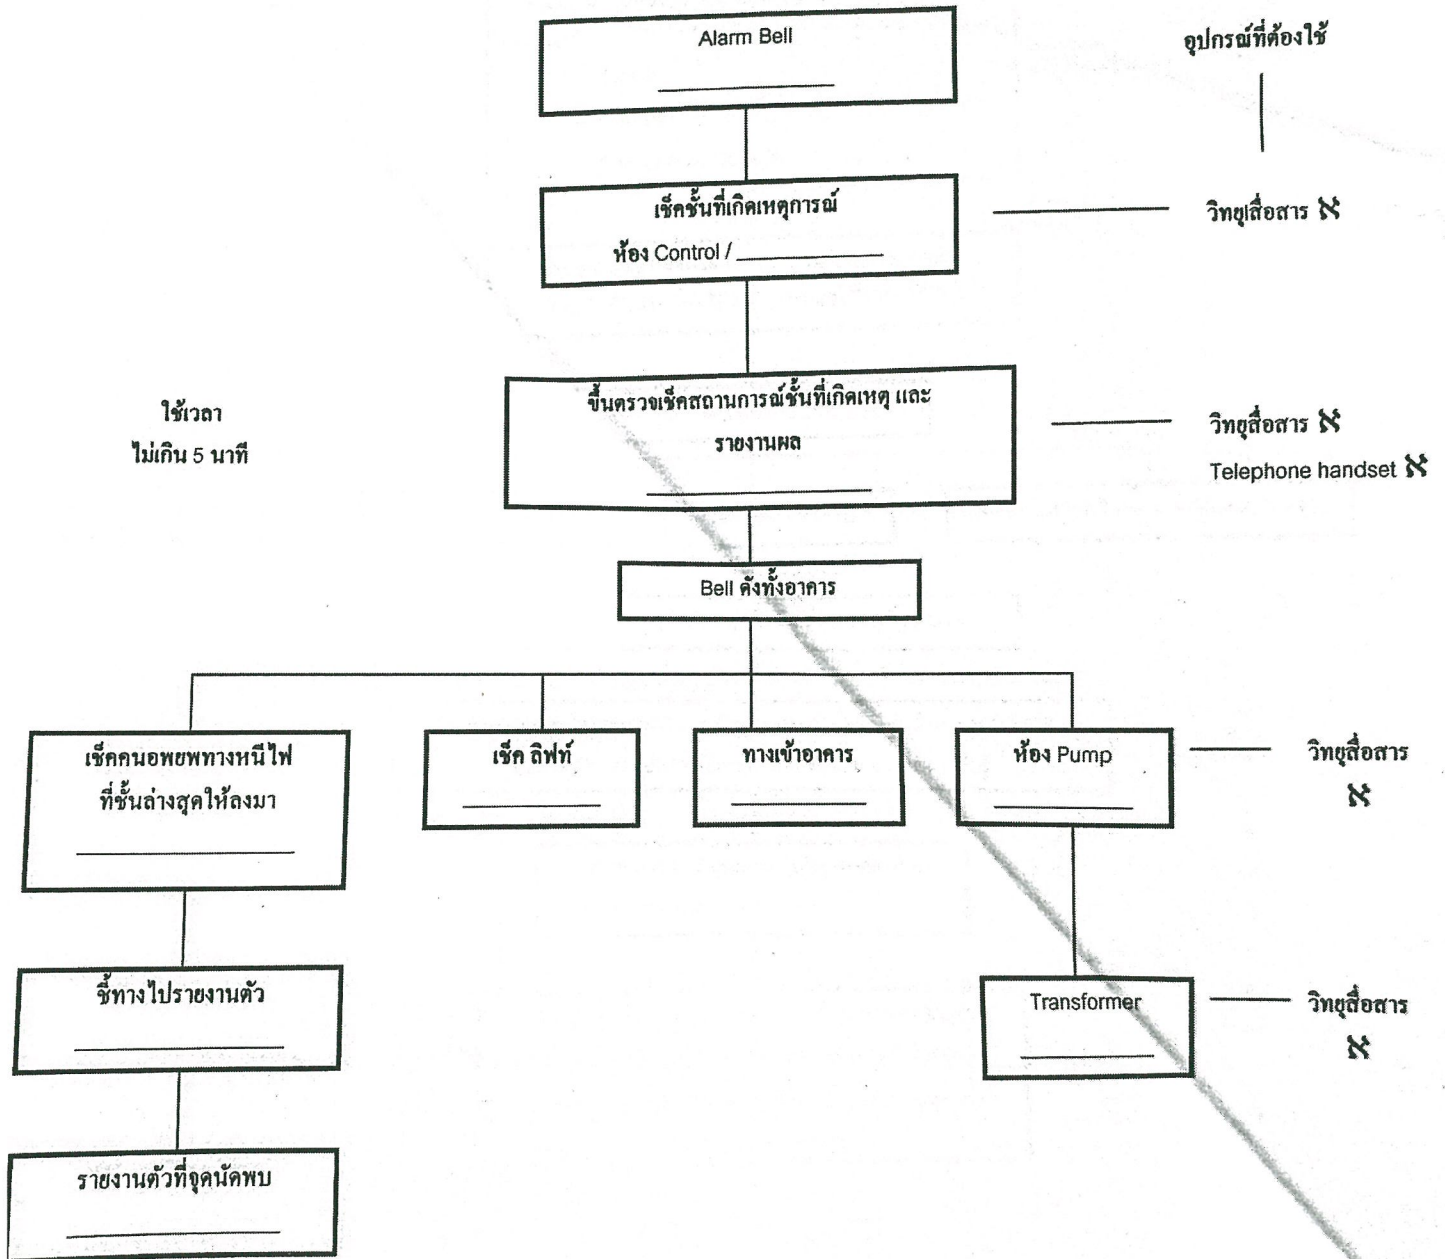 Alarm Bell
อุปกรณ์ที่ต้องใช้
เช็คชั้นที่เกิดเหตุการณ์
ห้อง Control / ____________
วิทยุสื่อสาร ℵ
ใช้เวลา
ไม่เกิน 5 นาที
ขึ้นตรวจเช็คสถานการณ์ชั้นที่เกิดเหตุ และ
รายงานผล
วิทยุสื่อสาร ℵ
Telephone handset ℵ
Bell ดังทั้งอาคาร
เช็คคนอพยพทางหนีไฟ
ที่ชั้นล่างสุดให้ลงมา
เช็ค ลิฟท์
ทางเข้าอาคาร
ห้อง Pump
วิทยุสื่อสาร
ℵ
ชี้ทางไปรายงานตัว
Transformer
วิทยุสื่อสาร
ℵ
รายงานตัวที่จุดนัดพบ